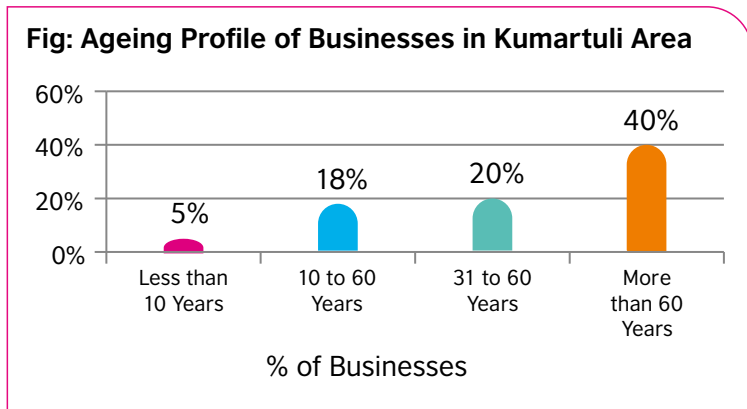 Fig: Ageing Profile of Businesses in Kumartuli Area
60%
40%
20%
0%
5%
18%
20%
40%
Less than
10 Years
10 to 60
Years
31 to 60
Years
More
than 60
Years
% of Businesses